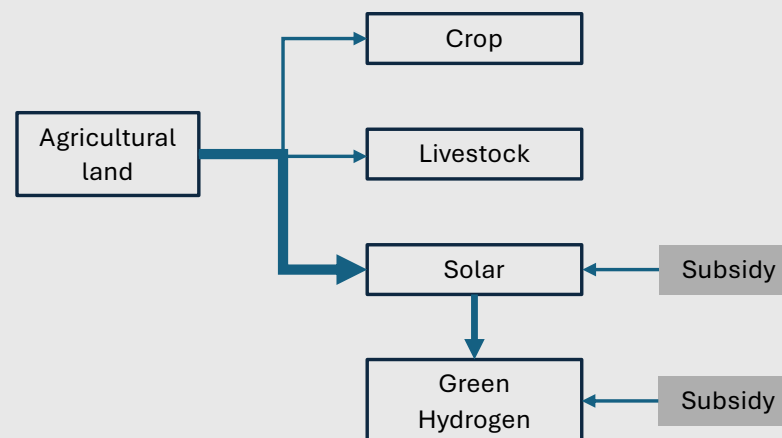 Crop
Agricultural
land
Livestock
Solar
Subsidy
Green
Hydrogen
Subsidy